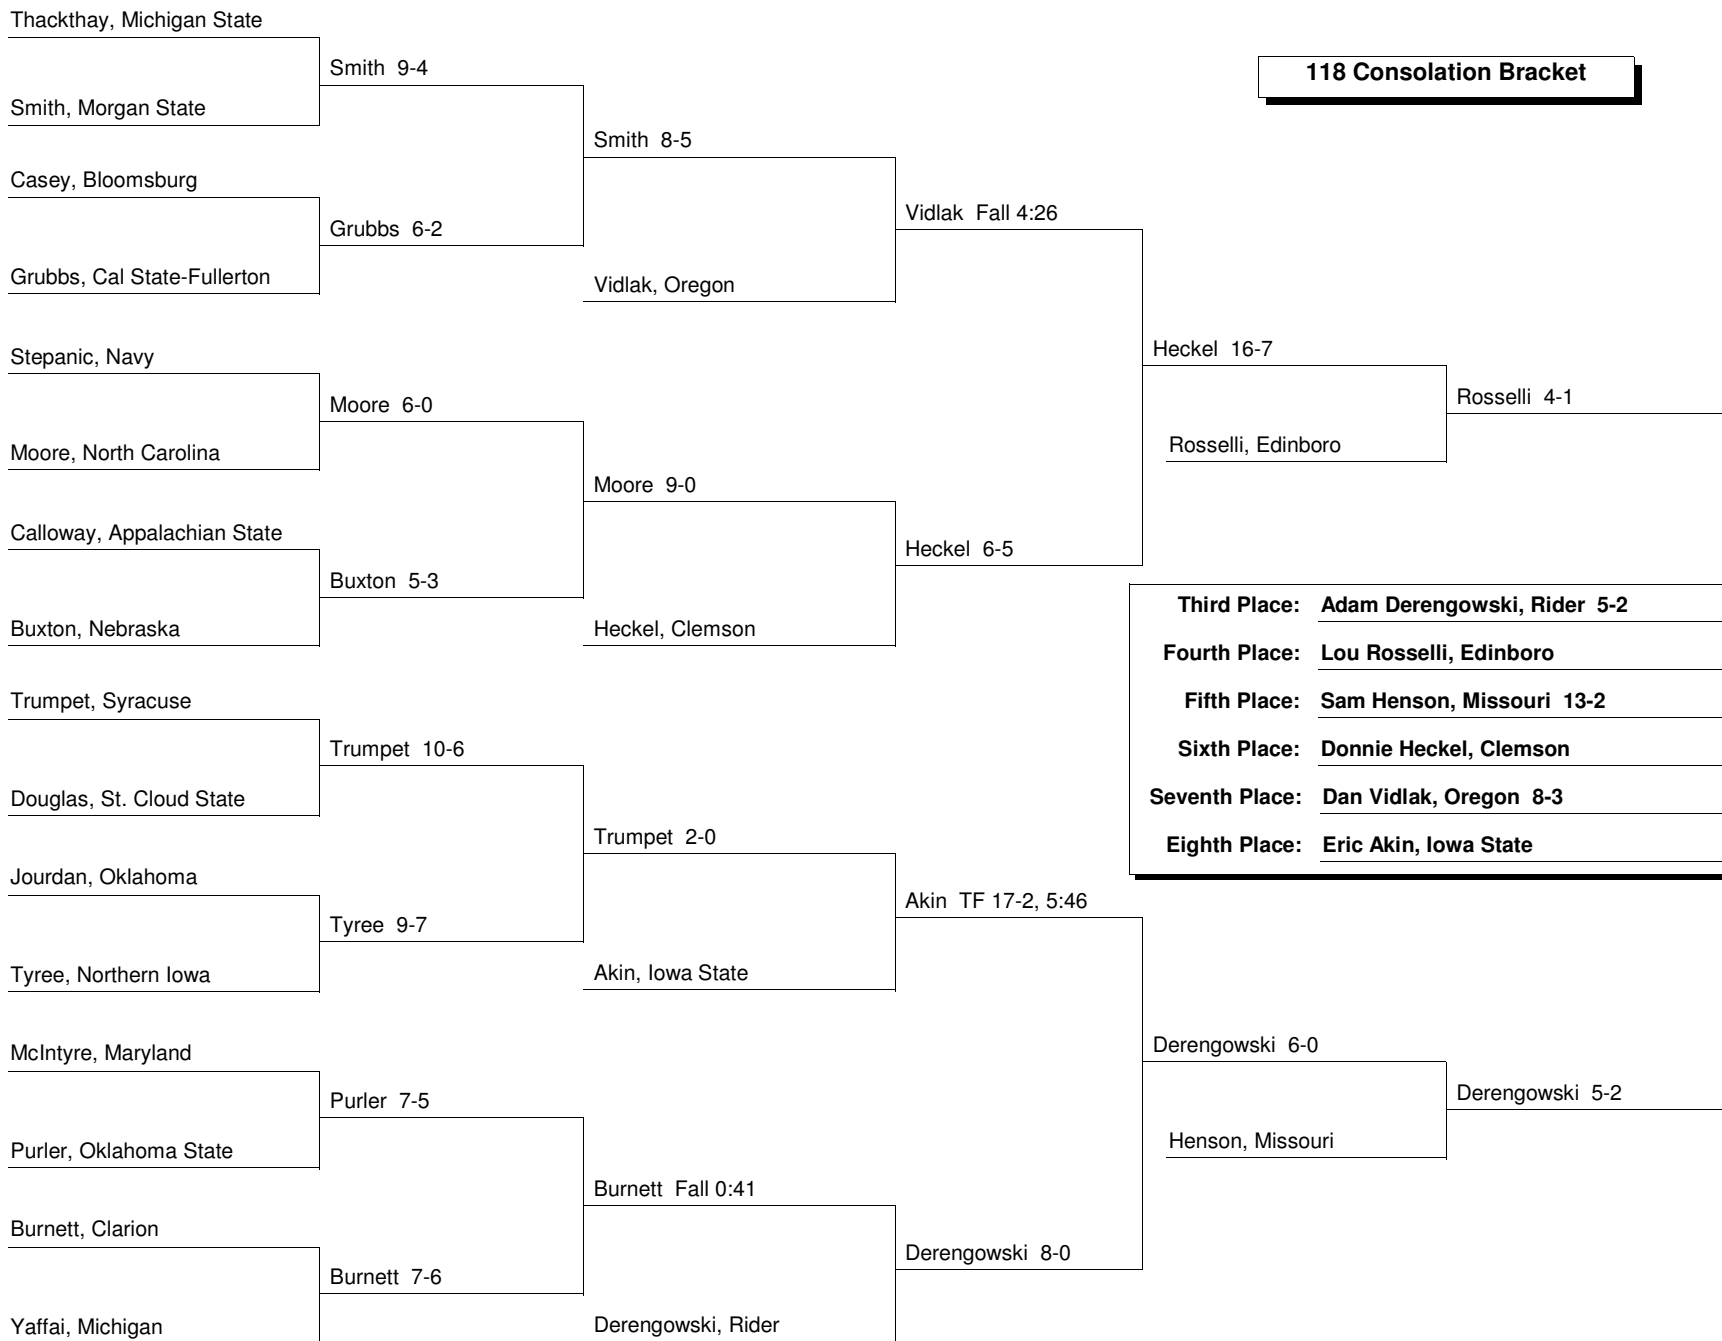 Thackthay, Michigan State
118 Consolation Bracket
Smith 9-4
Smith, Morgan State
Smith 8-5
Casey, Bloomsburg
Vidlak Fall 4:26
Grubbs 6-2
Grubbs, Cal State-Fullerton
Vidlak, Oregon
Heckel 16-7
Stepanic, Navy
Rosselli 4-1
Moore 6-0
Rosselli, Edinboro
Moore, North Carolina
Moore 9-0
Calloway, Appalachian State
Heckel 6-5
Buxton 5-3
Buxton, Nebraska
Heckel, Clemson
Third Place: Adam Derengowski, Rider 5-2
Fourth Place: Lou Rosselli, Edinboro
Fifth Place: Sam Henson, Missouri 13-2
Sixth Place: Donnie Heckel, Clemson
Seventh Place: Dan Vidlak, Oregon 8-3
Eighth Place: Eric Akin, Iowa State
Trumpet, Syracuse
Trumpet 10-6
Douglas, St. Cloud State
Trumpet 2-0
Jourdan, Oklahoma
Akin TF 17-2, 5:46
Tyree 9-7
Tyree, Northern Iowa
Akin, Iowa State
Derengowski 6-0
McIntyre, Maryland
Derengowski 5-2
Purler 7-5
Henson, Missouri
Purler, Oklahoma State
Burnett Fall 0:41
Burnett, Clarion
Derengowski 8-0
Burnett 7-6
Yaffai, Michigan
Derengowski, Rider